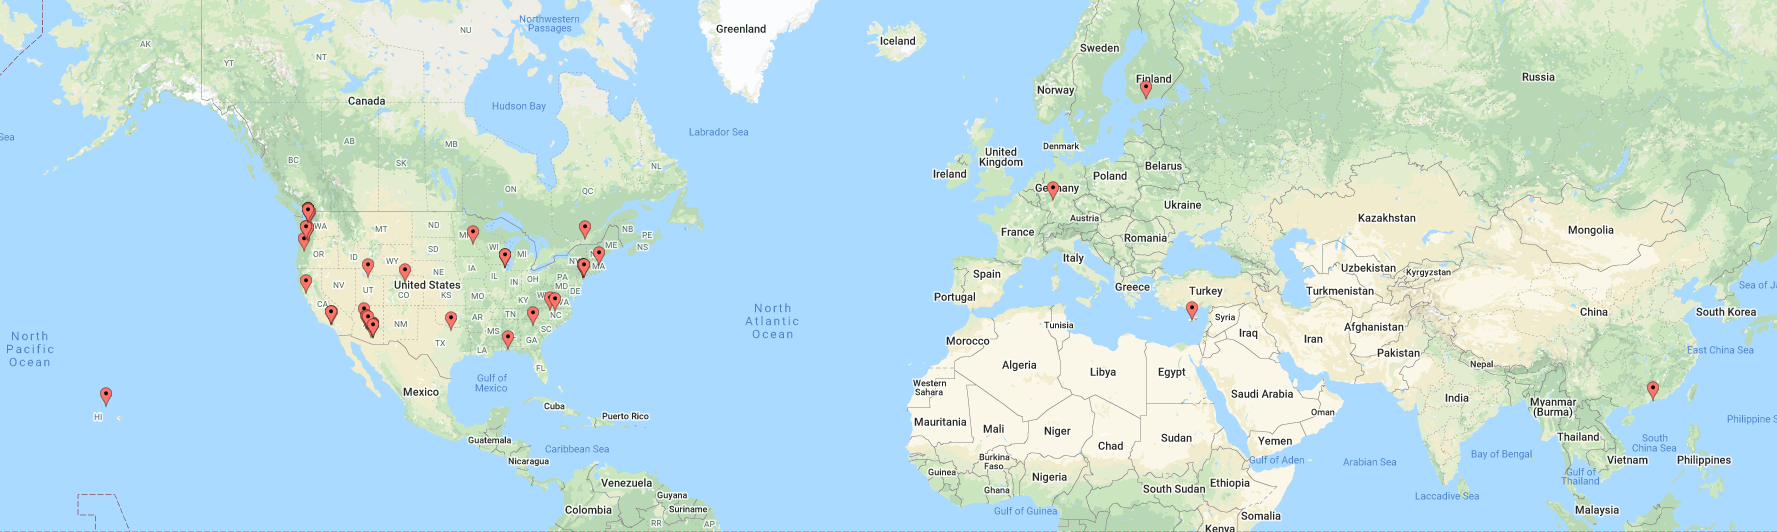 Greenland
Iceland
Northwestern
Passages
NU
AK
NT
YT
Sweden
Finland
Norway
Russia
Canada
Hudson Bay
Labrador Sea
Sea
AB
MB
BC
SK
NL
ON
QC
Denmark
United
Kingdom
Ireland
Belarus
Poland
Germany
Ukraine
Austria
France
Romania
Kazakhstan
Mongolia
WA
MT
ND
NB
PE
NS
ME
OR
ID
SD
WI
MI
WY
IA
NE
MA
NV
UT
United States
CO
IL
IN
OH
PA
MD
DE
KS
MO
KY
VA
CA
TN
NC
NM
AR
SC
MS
GA
TX
LA
FL
Italy
Spain
Portugal
Greece
Turkey
Uzbekistan
Kyrgyzstan
Turkmenistan
Sea of J
China
South Korea
Syria
Iraq
Iran
Afghanistan
Pakistan
East China Sea
Tunisia
Morocco
Algeria
Libya
Egypt
Nepal
North
Pacific
Ocean
North
Atlantic
Ocean
Gulf of
Mexico
Mexico
HI
Cuba
Puerto Rico
Western
Sahara
Saudi Arabia
Oman
India
Myanmar
(Burma)
Mauritania
Mali
Niger
Chad
Sudan
Yemen
Philippine S
Guatemala
Caribbean Sea
Nicaragua
Gulf of Aden
Arabian Sea
Bay of Bengal
Thailand
South
China Sea
Vietnam
Philippines
Burkina
Faso
Guinea
Ghana
Nigeria
South Sudan
Ethiopia
Gulf of
Thailand
Laccadive Sea
Venezuela
Guyana
Colombia
Suriname
RR
AP
Gulf of Guinea
Somalia
Kenya
Malaysia